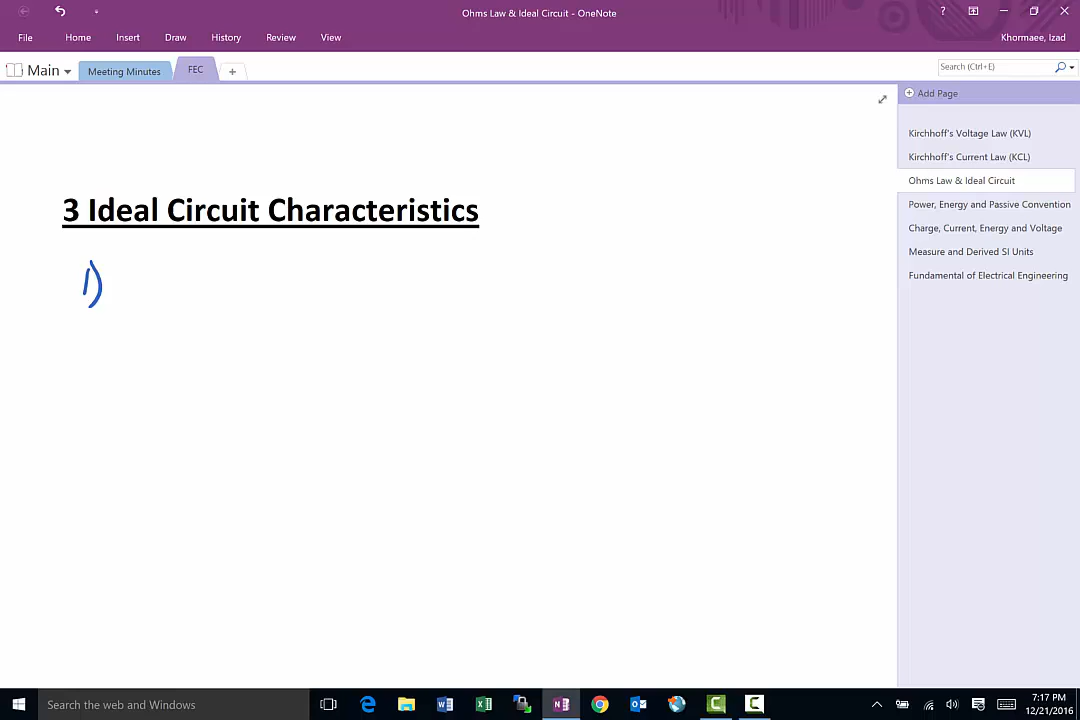 Ohms Law & Ideal Circuit - OneNote
?
File Home Insert Draw History Review View
Khormaee, Izad
Main Meeting Minutes FEC +
Search (Ctrl+E)
Add Page
Kirchhoff's Voltage Law (KVL)
Kirchhoff's Current Law (KCL)
Ohms Law & Ideal Circuit
Power, Energy and Passive Convention
Charge, Current, Energy and Voltage
Measure and Derived SI Units
Fundamental of Electrical Engineering
3 Ideal Circuit Characteristics
1)
Search the web and Windows
7:17 PM
12/21/2016